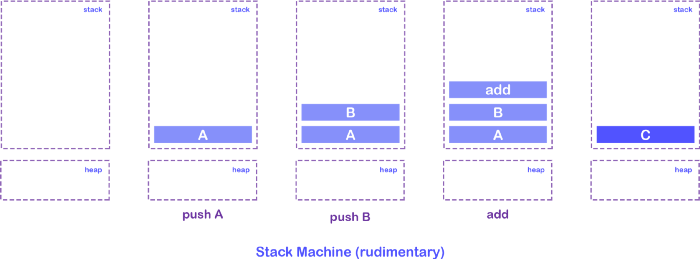 stack stack stack stack stack
add
B B
A A A C
heap heap heap heap heap
push A push B add
Stack Machine (rudimentary)